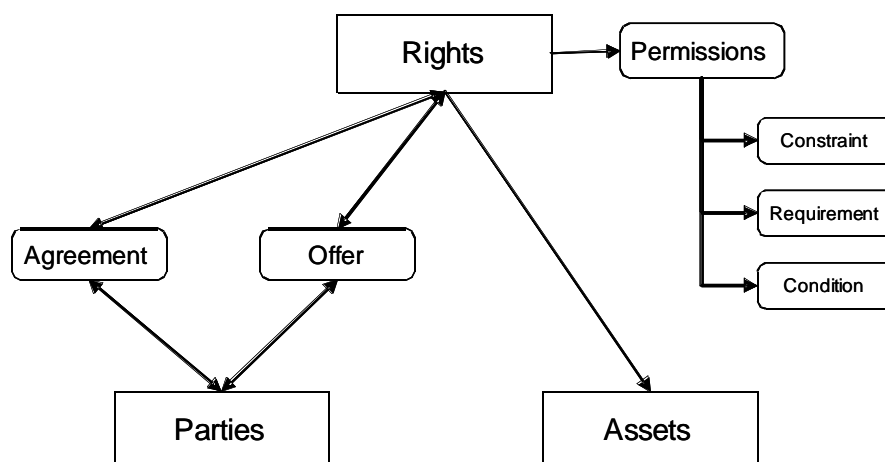 Rights
Permissions
Constraint
Requirement
Condition
Agreement
Offer
Parties
Assets